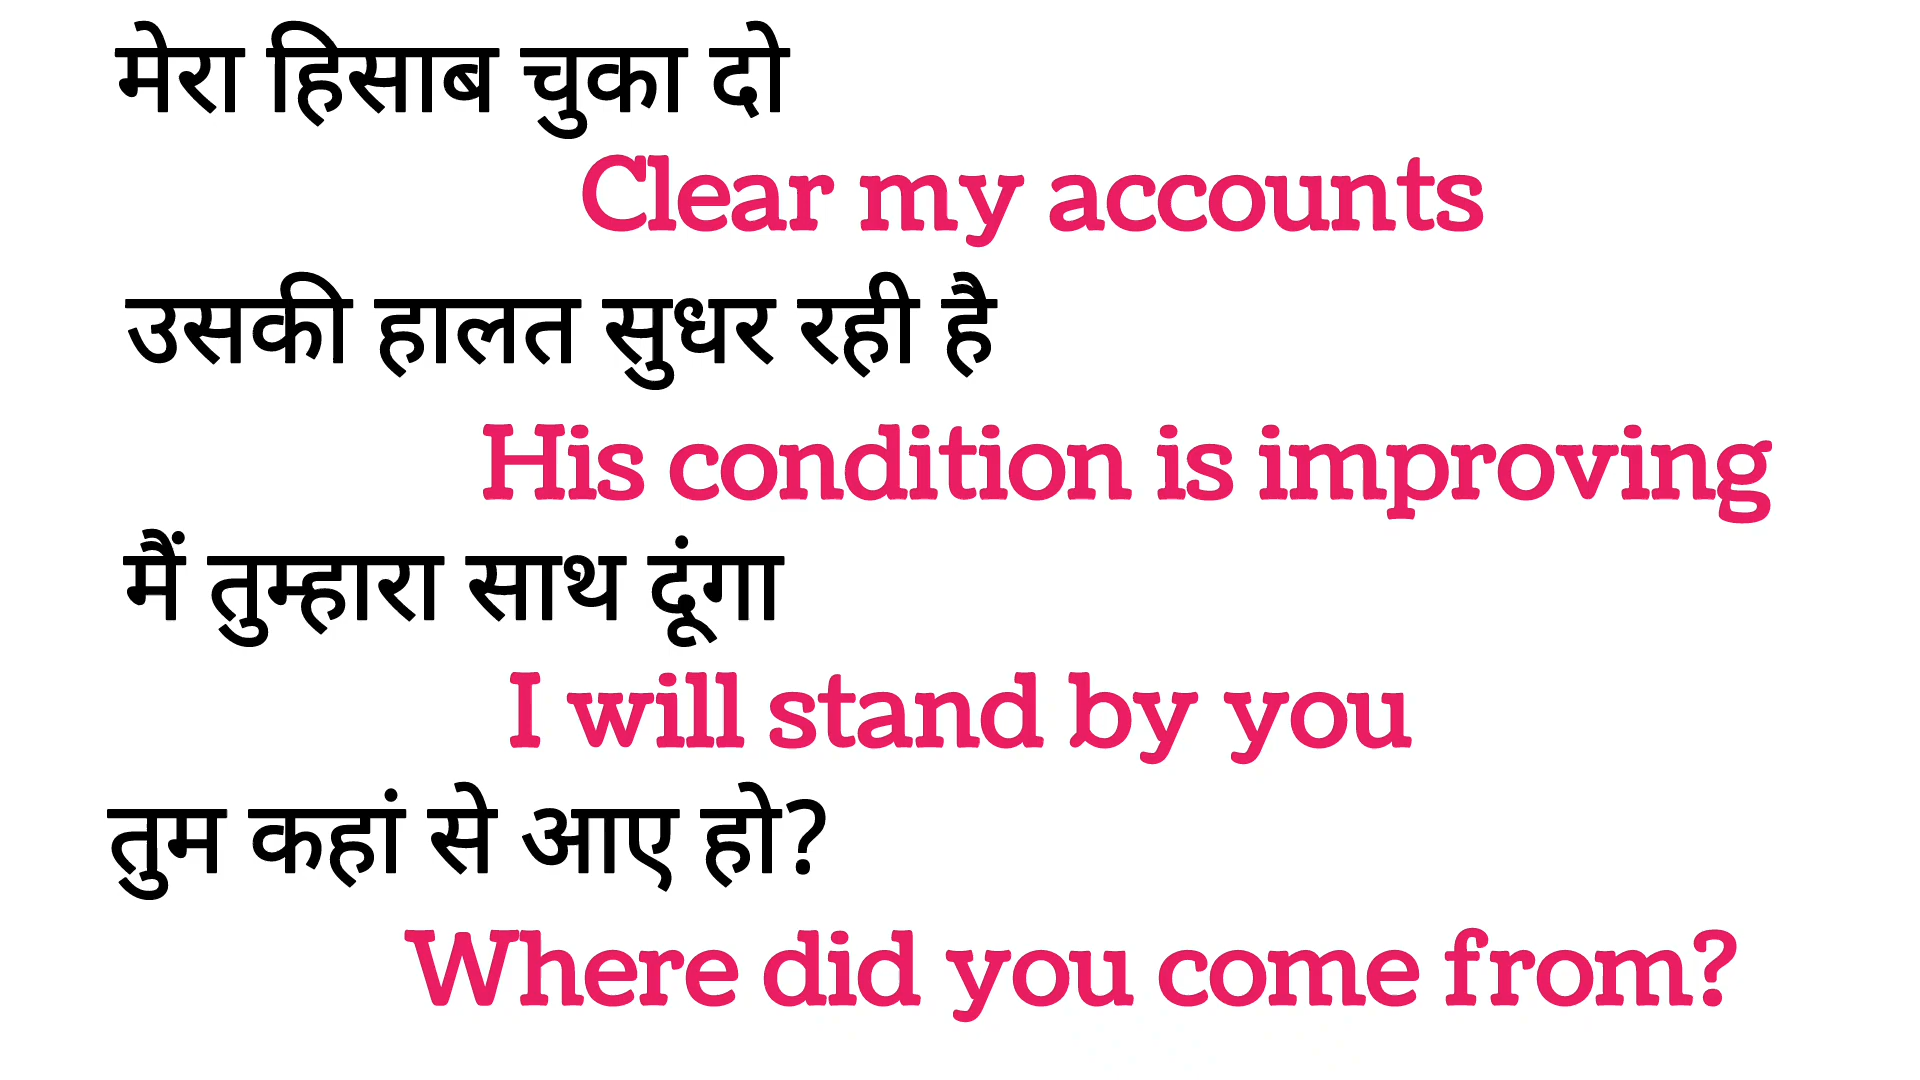 मेरा हिसाब चुका दो
Clear my accounts
उसकी हालत सुधर रही है
His condition is improving
मैं तुम्हारा साथ दूंगा
I will stand by you
तुम कहां से आए हो?
Where did you come from?